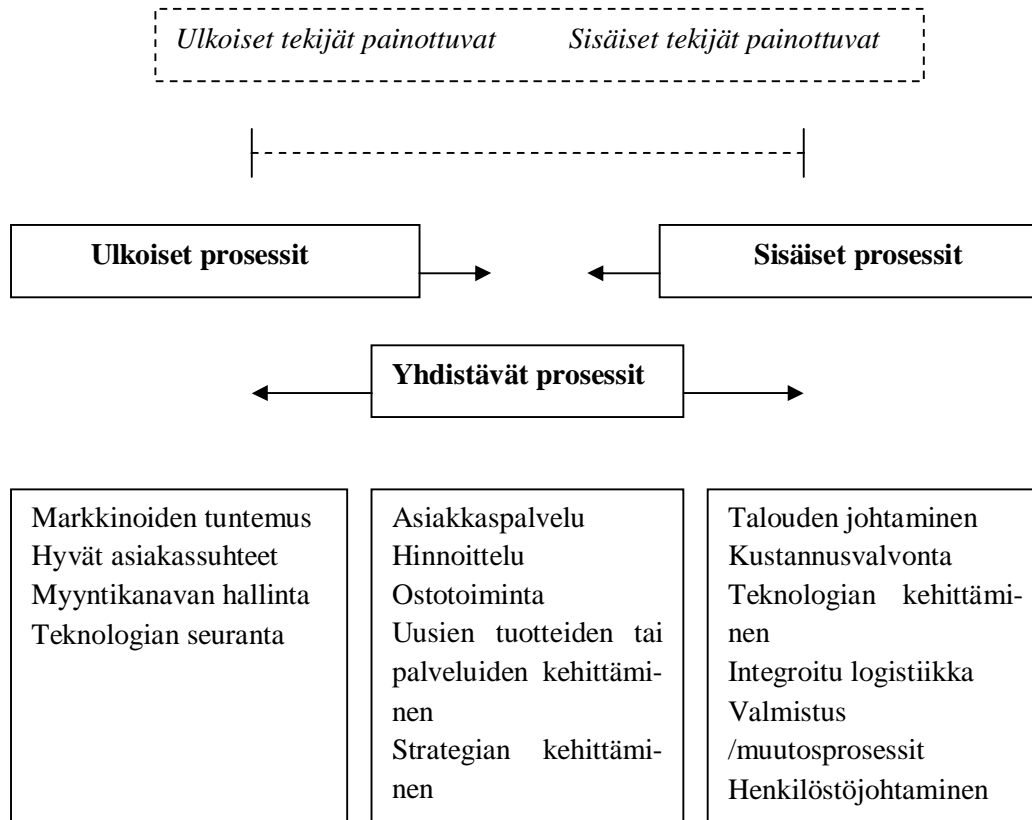 Ulkoiset tekijät painottuvat Sisäiset tekijät painottuvat
Ulkoiset prosessit
Sisäiset prosessit
Yhdistävät prosessit
Markkinoiden tuntemus
Hyvät asiakassuhteet
Myyntikanavan hallinta
Teknologian seuranta
Asiakkaspalvelu
Hinnoittelu
Ostotoiminta
Uusien tuotteiden tai
palveluiden kehittämi-
nen
Strategian kehittämi-
nen
Talouden johtaminen
Kustannusvalvonta
Teknologian kehittämi-
nen
Integroitu logistiikka
Valmistus
/muutosprosessit
Henkilöstöjohtaminen